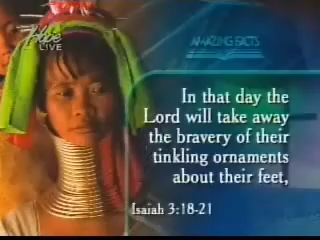 Hope
LIVE
AMAZING FACTS
In that day the
Lord will take away
the bravery of their
tinkling ornaments
about their feet,
Isaiah 3:18-21